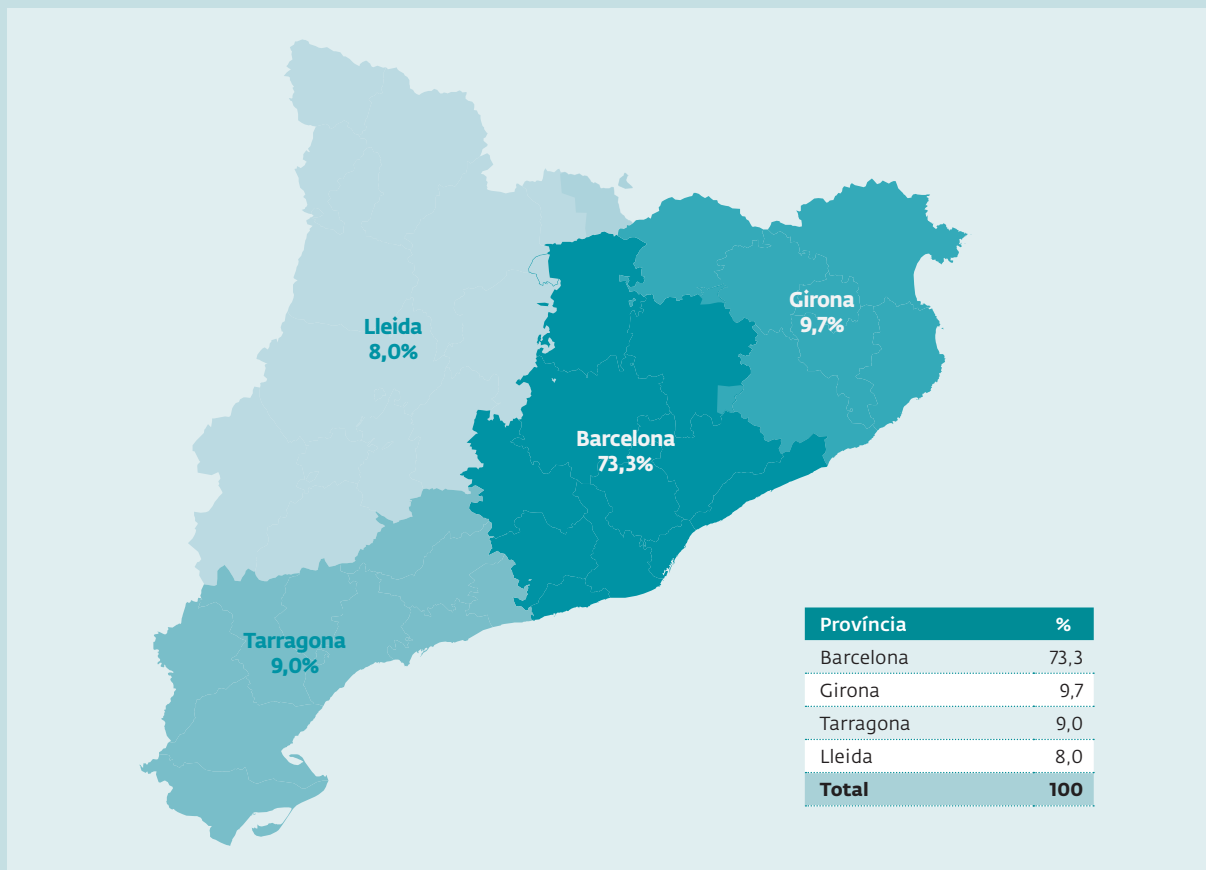 Lleida
8,0%
Girona
9,7%
Barcelona
73,3%
Tarragona
9,0%
Província %
Barcelona 73,3
Girona 9,7
Tarragona 9,0
Lleida 8,0
Total 100